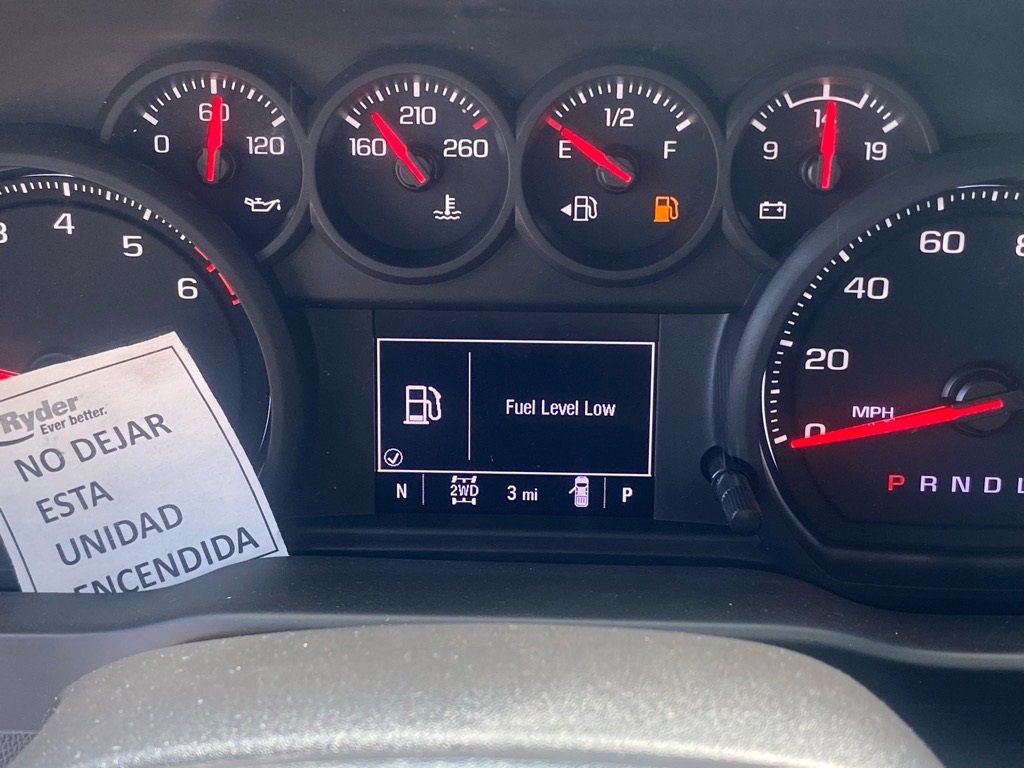 0 60 120
160 210 260
E 1/2 F
9 14 19
4
5
6
Ryder
Ever better.
NO DEJAR
ESTA
UNIDAD
ENCENDIDA
Fuel Level Low
N 2WD 3 mi P
60
40
20
MPH
0
P R N D L